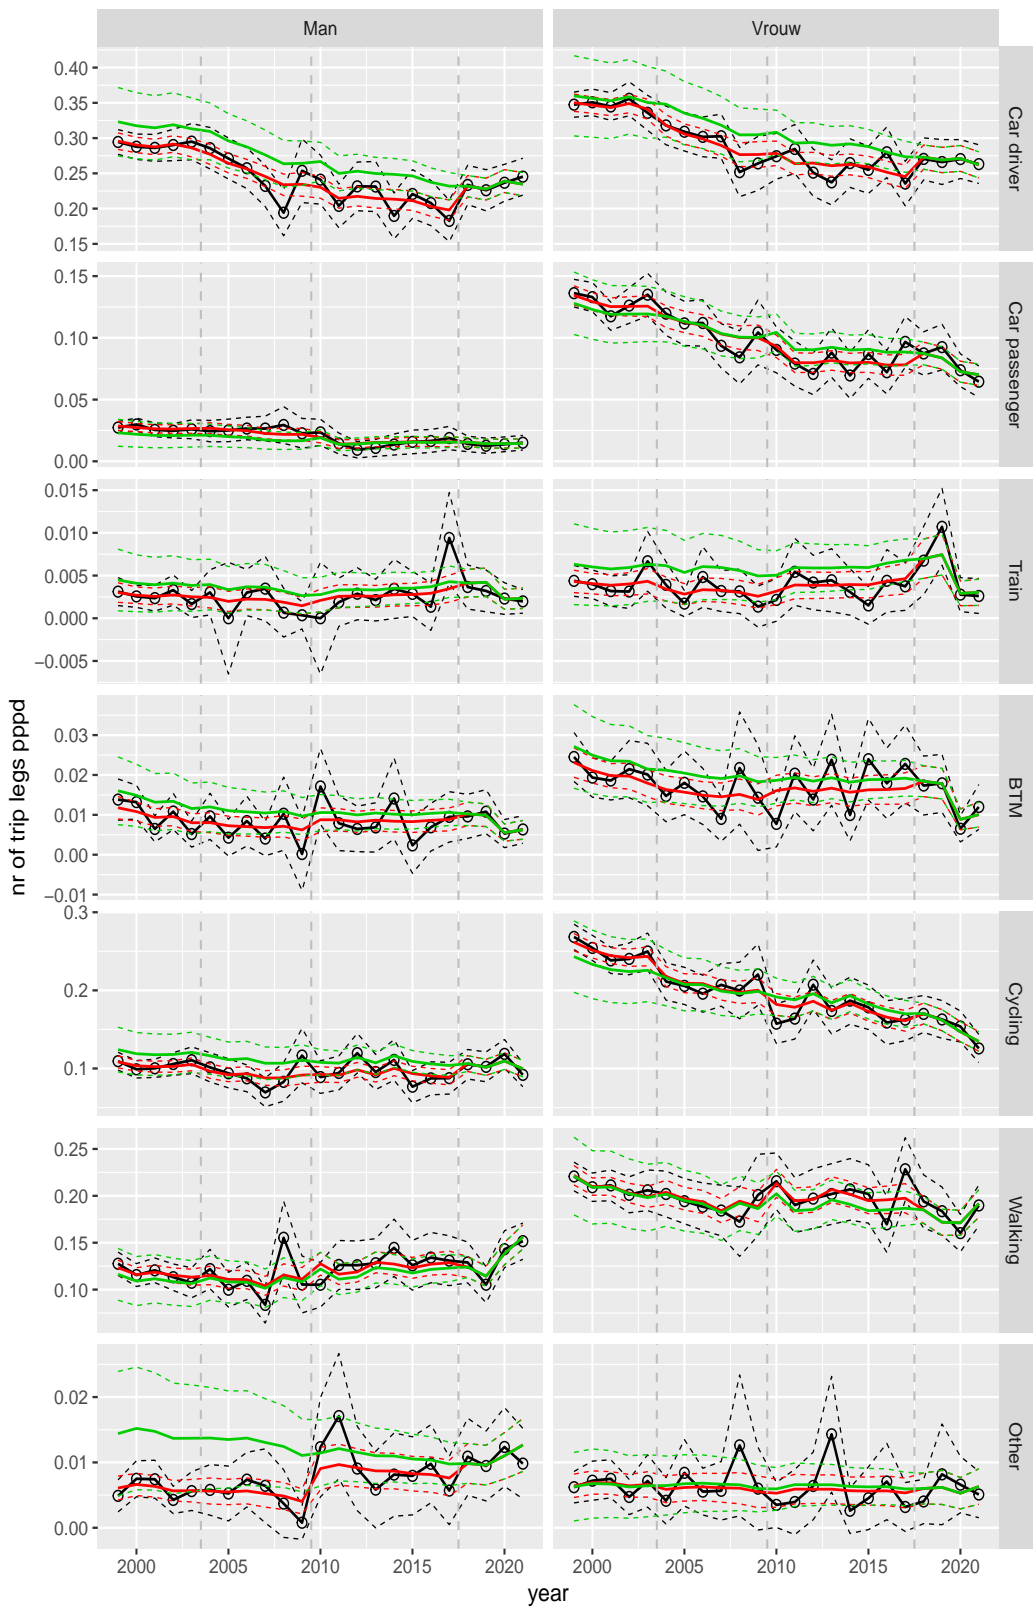 Man Vrouw
0.40
0.35
0.30
0.25
0.20
0.15
Car driver
0.15
0.10
0.05
0.00
Car passenger
0.015
0.010
0.005
0.000
−0.005
Train
0.03
0.02
0.01
0.00
−0.01
BTM
0.3
0.2
0.1
Cycling
0.25
0.20
0.15
0.10
Walking
0.02
0.01
0.00
Other
nr of trip legs pppd
2000 2005 2010 2015 2020 2000 2005 2010 2015 2020
year